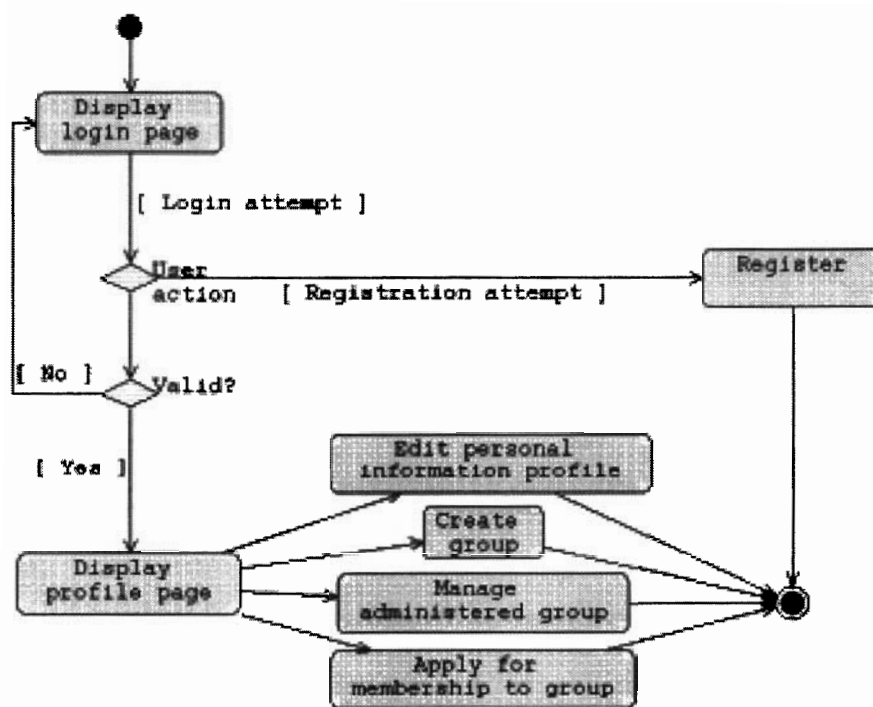 Display
login page
[ Login attempt ]
User
action
[ Registration attempt ]
Register
[ No ]
Valid?
[ Yes ]
Edit personal
information profile
Create
group
Display
profile page
Manage
administered group
Apply for
membership to group